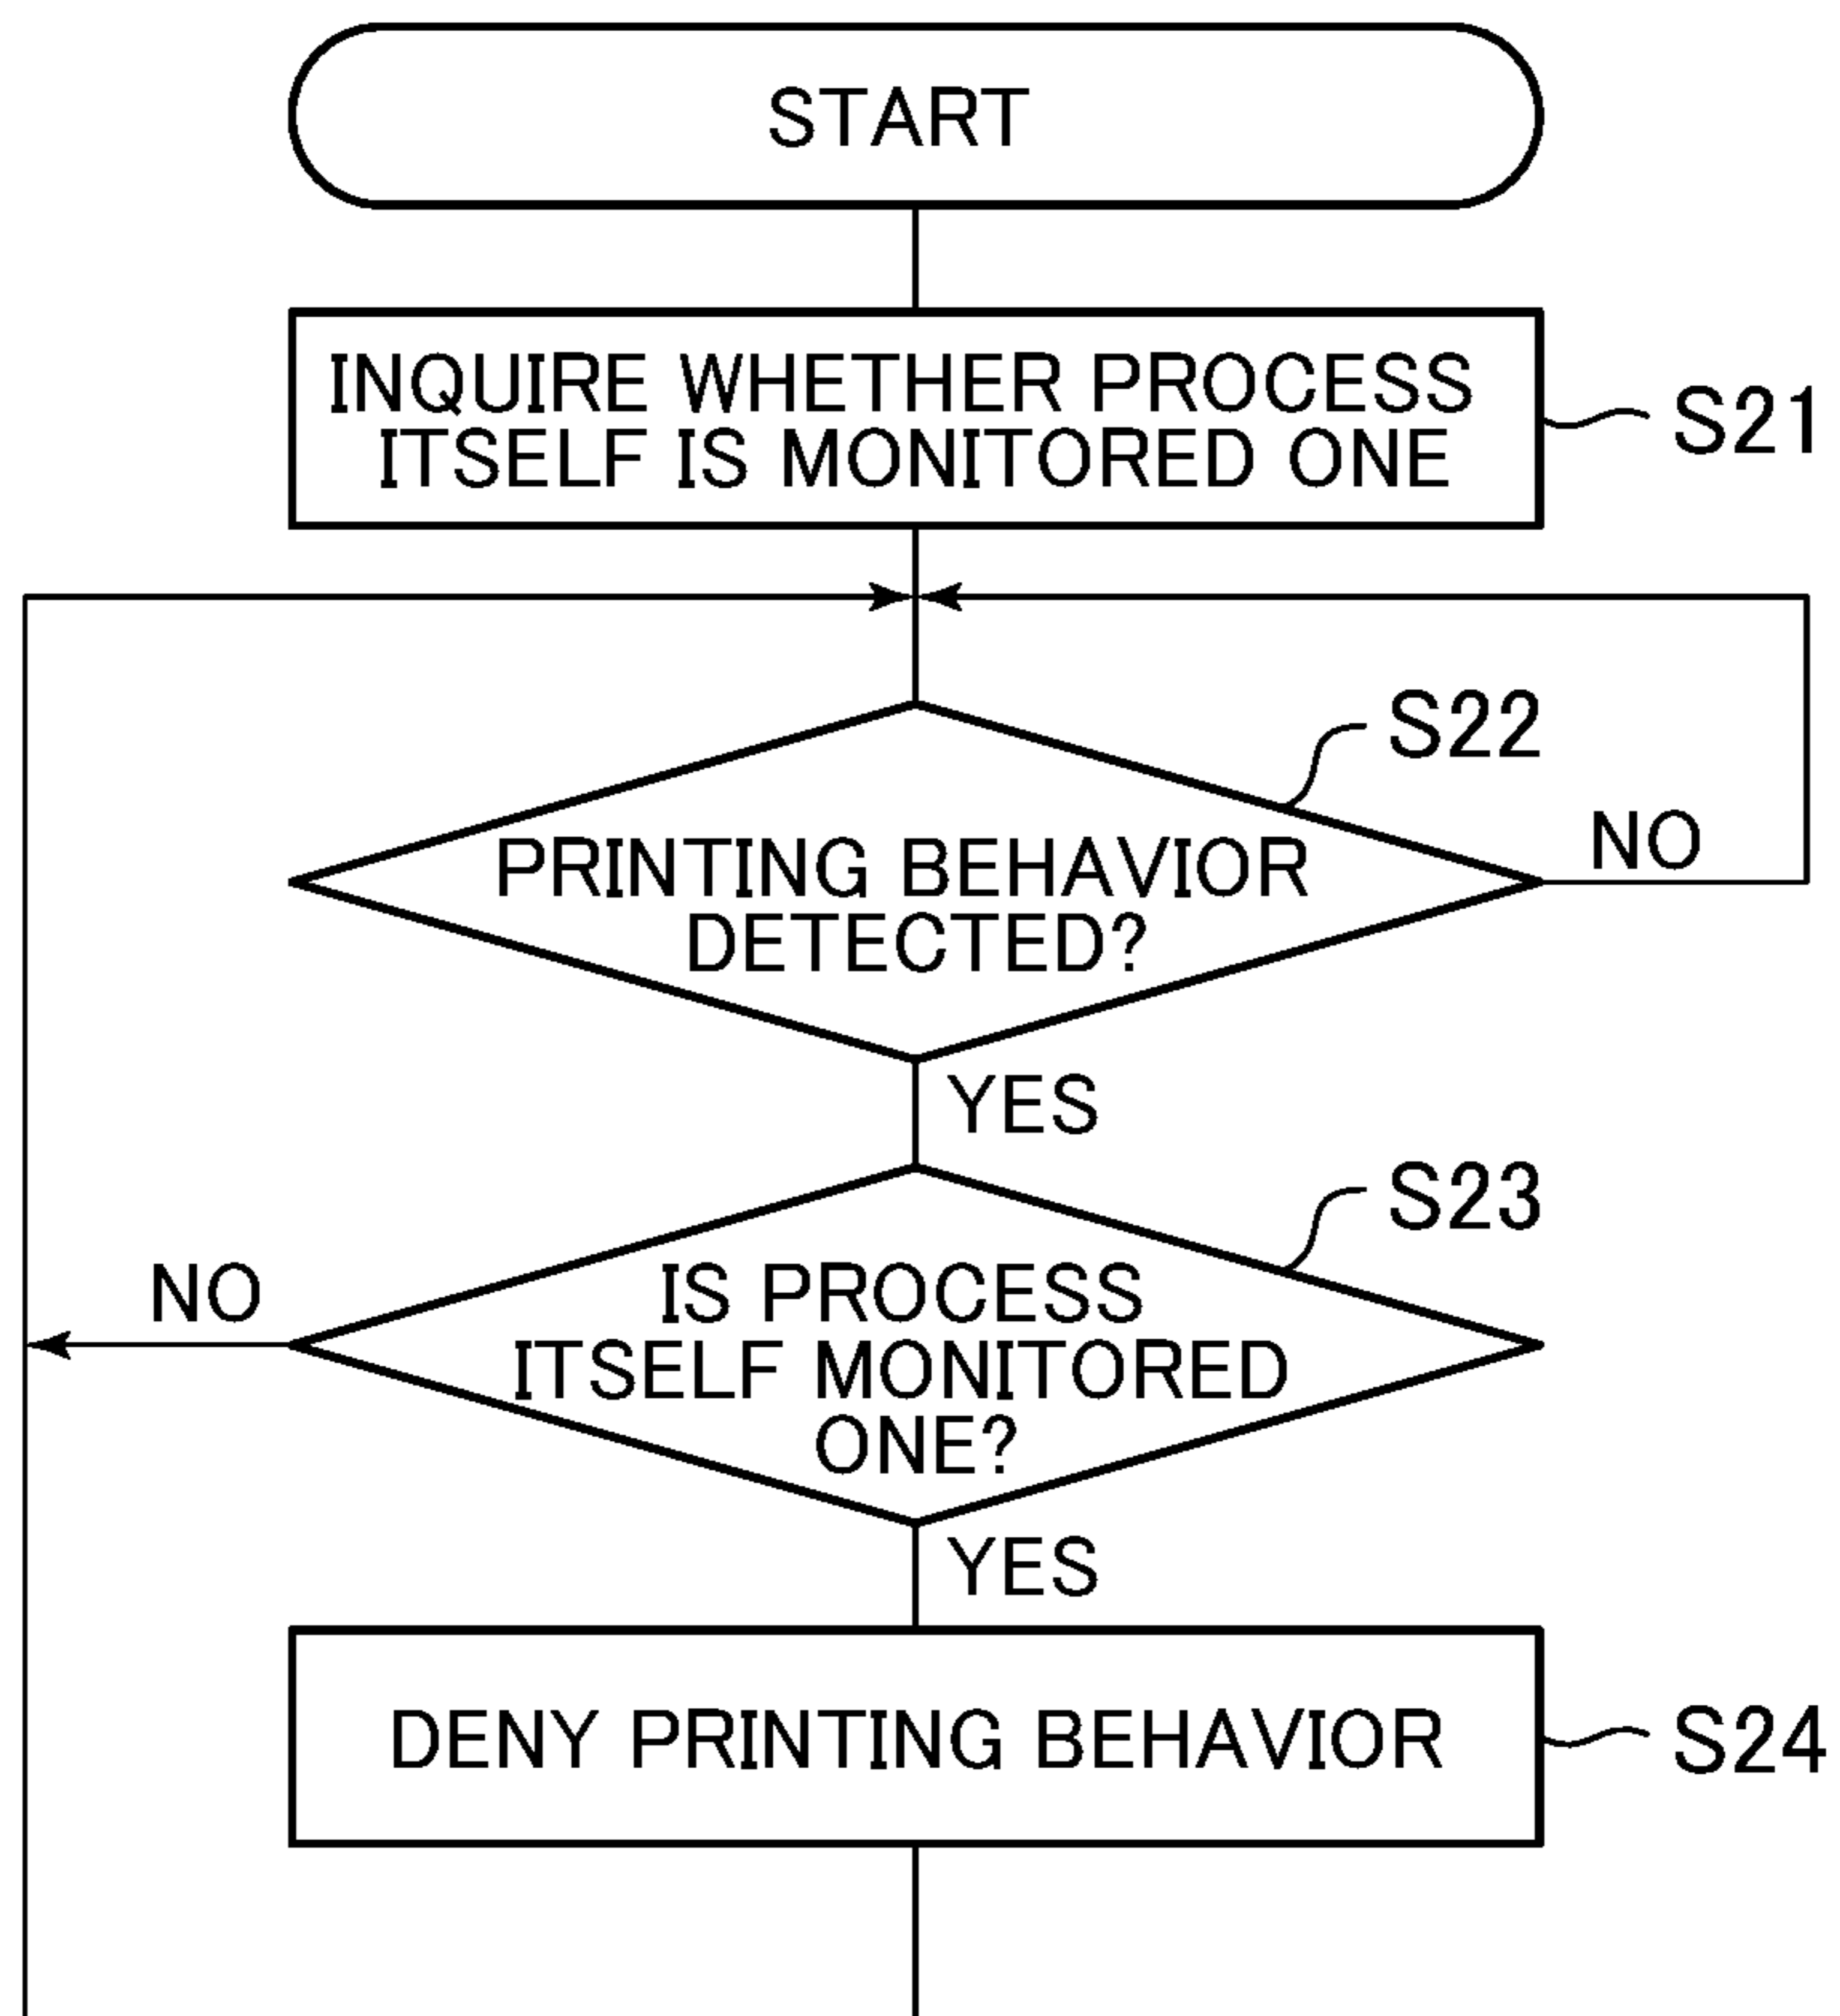 START
INQUIRE WHETHER PROCESS
ITSELF IS MONITORED ONE
S21
S22
PRINTING BEHAVIOR
DETECTED?
NO
YES
S23
NO
IS PROCESS
ITSELF MONITORED
ONE?
YES
DENY PRINTING BEHAVIOR
S24